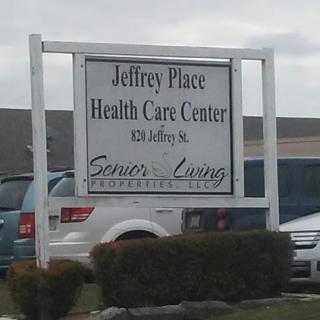 Jeffrey Place
Health Care Center
820 Jeffrey St.
Senior Living
PROPERTIES, LLC